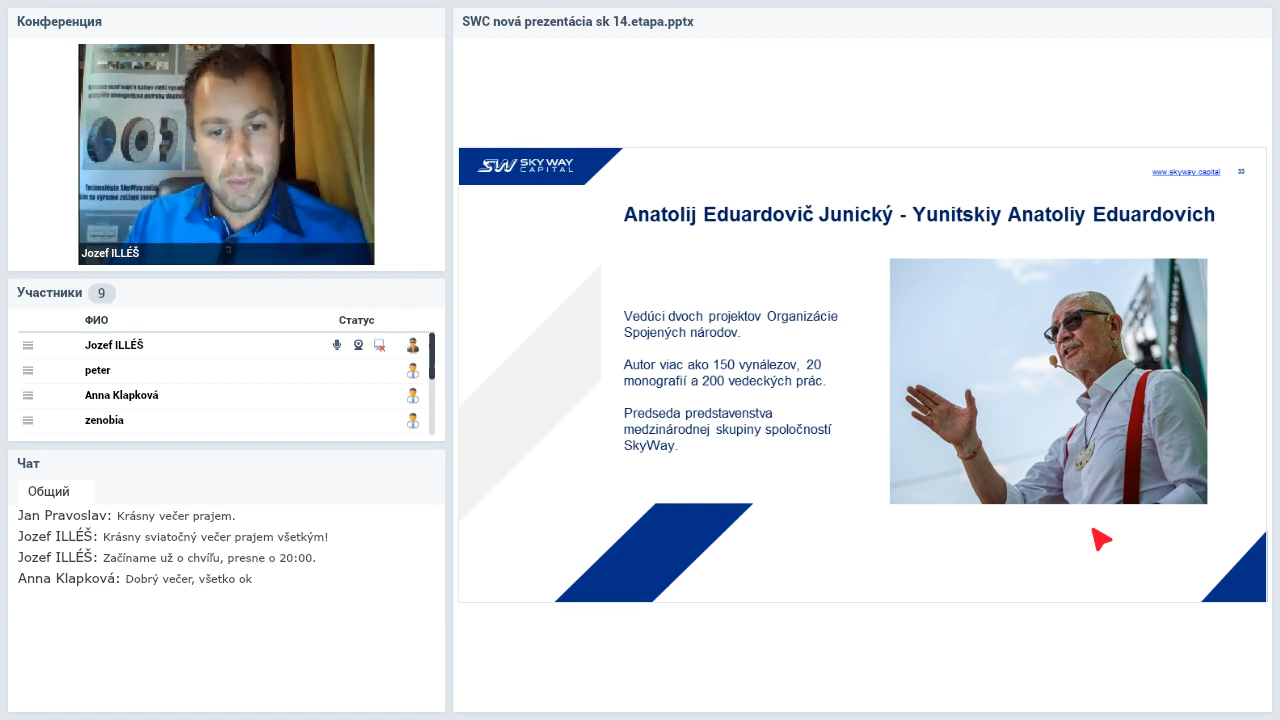 Конференция
Jozef ILLÉŠ
Участники 9
ФИО Статус
Jozef ILLÉŠ
peter
Anna Klapková
zenobia
Чат
Общий
Jan Pravoslav: Krásny večer prajem.
Jozef ILLÉŠ: Krásny sviatočný večer prajem všetkým!
Jozef ILLÉŠ: Začíname už o chvíľu, presne o 20:00.
Anna Klapková: Dobrý večer, všetko ok
SWC nová prezentácia sk 14.etapa.pptx
SW SKY WAY
CAPITAL
www.skyway.capital 33
Anatolij Eduardovič Junický - Yunitskiy Anatoliy Eduardovich
Vedúci dvoch projektov Organizácie
Spojených národov.
Autor viac ako 150 vynálezov, 20
monografií a 200 vedeckých prác.
Predseda predstavenstva
medzinárodnej skupiny spoločností
SkyWay.